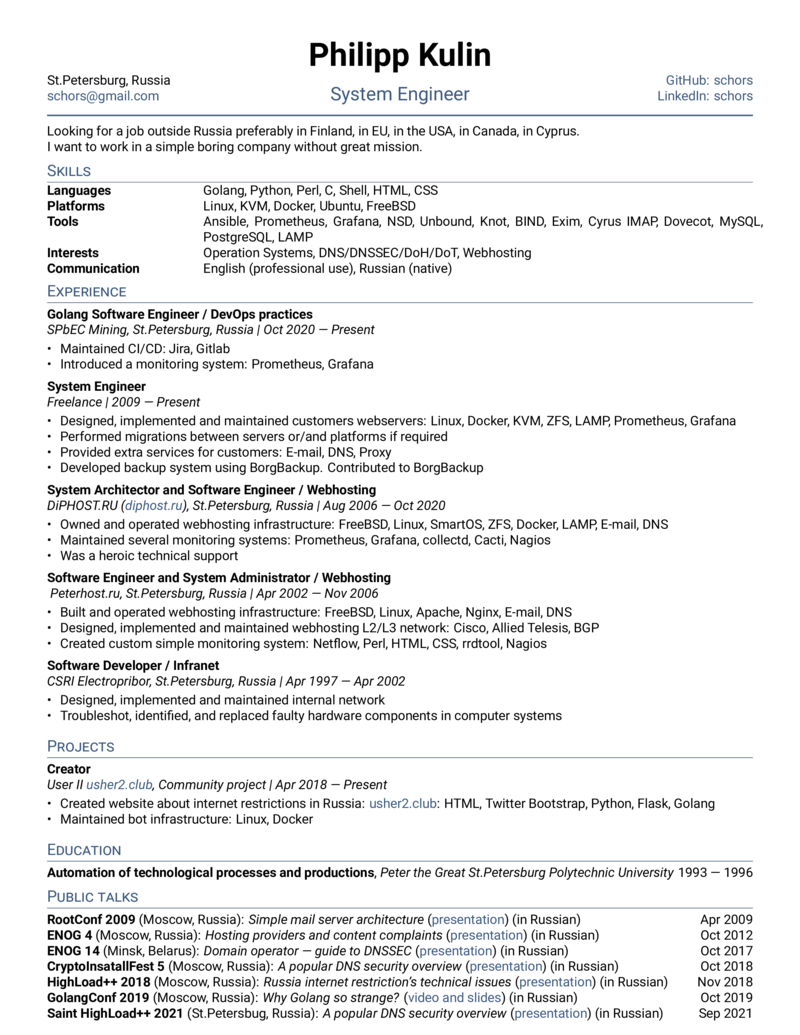 Philipp Kulin
St.Petersburg, Russia
GitHub: schors
schors@gmail.com
System Engineer
LinkedIn: schors
Looking for a job outside Russia preferably in Finland, in EU, in the USA, in Canada, in Cyprus.
I want to work in a simple boring company without great mission.
SKILLS
Languages Golang, Python, Perl, C, Shell, HTML, CSS
Platforms Linux, KVM, Docker, Ubuntu, FreeBSD
Tools Ansible, Prometheus, Grafana, NSD, Unbound, Knot, BIND, Exim, Cyrus IMAP, Dovecot, MySQL,
PostgreSQL, LAMP
Interests Operation Systems, DNS/DNSSEC/DoH/DoT, Webhosting
Communication English (professional use), Russian (native)
EXPERIENCE
Golang Software Engineer / DevOps practices
SPbEC Mining, St.Petersburg, Russia | Oct 2020 — Present
• Maintained CI/CD: Jira, Gitlab
• Introduced a monitoring system: Prometheus, Grafana
System Engineer
Freelance | 2009 — Present
• Designed, implemented and maintained customers webservers: Linux, Docker, KVM, ZFS, LAMP, Prometheus, Grafana
• Performed migrations between servers or/and platforms if required
• Provided extra services for customers: E-mail, DNS, Proxy
• Developed backup system using BorgBackup. Contributed to BorgBackup
System Architector and Software Engineer / Webhosting
DiPHOST.RU (diphost.ru), St.Petersburg, Russia | Aug 2006 — Oct 2020
• Owned and operated webhosting infrastructure: FreeBSD, Linux, SmartOS, ZFS, Docker, LAMP, E-mail, DNS
• Maintained several monitoring systems: Prometheus, Grafana, collectd, Cacti, Nagios
• Was a heroic technical support
Software Engineer and System Administrator / Webhosting
Peterhost.ru, St.Petersburg, Russia | Apr 2002 — Nov 2006
• Built and operated webhosting infrastructure: FreeBSD, Linux, Apache, Nginx, E-mail, DNS
• Designed, implemented and maintained webhosting L2/L3 network: Cisco, Allied Telesis, BGP
• Created custom simple monitoring system: Netflow, Perl, HTML, CSS, rrdtool, Nagios
Software Developer / Infranet
CSRI Electropribor, St.Petersburg, Russia | Apr 1997 — Apr 2002
• Designed, implemented and maintained internal network
• Troubleshot, identified, and replaced faulty hardware components in computer systems
PROJECTS
Creator
User II usher2.club, Community project | Apr 2018 — Present
• Created website about internet restrictions in Russia: usher2.club: HTML, Twitter Bootstrap, Python, Flask, Golang
• Maintained bot infrastructure: Linux, Docker
EDUCATION
Automation of technological processes and productions, Peter the Great St.Petersburg Polytechnic University 1993 — 1996
PUBLIC TALKS
RootConf 2009 (Moscow, Russia): Simple mail server architecture (presentation) (in Russian) Apr 2009
ENOG 4 (Moscow, Russia): Hosting providers and content complaints (presentation) (in Russian) Oct 2012
ENOG 14 (Minsk, Belarus): Domain operator — guide to DNSSEC (presentation) (in Russian) Oct 2017
CryptoInsatallFest 5 (Moscow, Russia): A popular DNS security overview (presentation) (in Russian) Oct 2018
HighLoad++ 2018 (Moscow, Russia): Russia internet restriction's technical issues (presentation) (in Russian) Nov 2018
GolangConf 2019 (Moscow, Russia): Why Golang so strange? (video and slides) (in Russian) Oct 2019
Saint HighLoad++ 2021 (St.Petersbug, Russia): A popular DNS security overview (presentation) (in Russian) Sep 2021